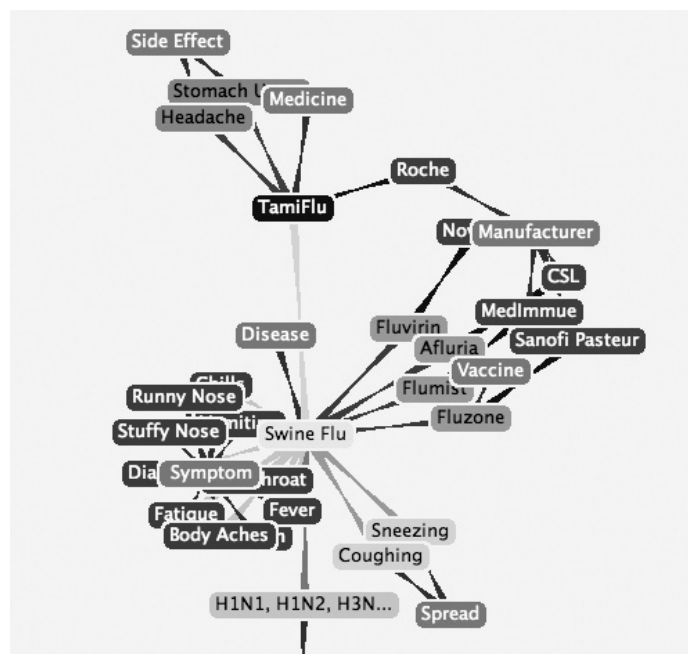 Side Effect
Stomach U
Medicine
Headache
Roche
TamiFlu
Manufacturer
CSL
MedImmue
Fluvirin
Disease
Sanofi Pasteur
Afluria
Vaccine
Flumist
Runny Nose
Fluzone
Stuffy Nose
Swine Flu
Symptom
Fever
Fatigue
Body Aches
Sneezing
Coughing
H1N1, H1N2, H3N...
Spread